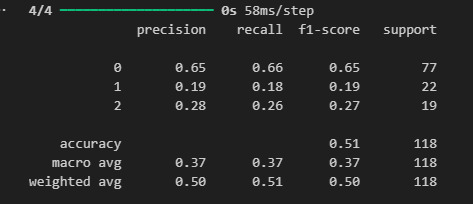 4/4 ━━━━━━━━━━━━━━━━━━━━ 0s 58ms/step
precision recall f1-score support
0 0.65 0.66 0.65 77
1 0.19 0.18 0.19 22
2 0.28 0.26 0.27 19
accuracy 0.51 118
macro avg 0.37 0.37 0.37 118
weighted avg 0.50 0.51 0.50 118